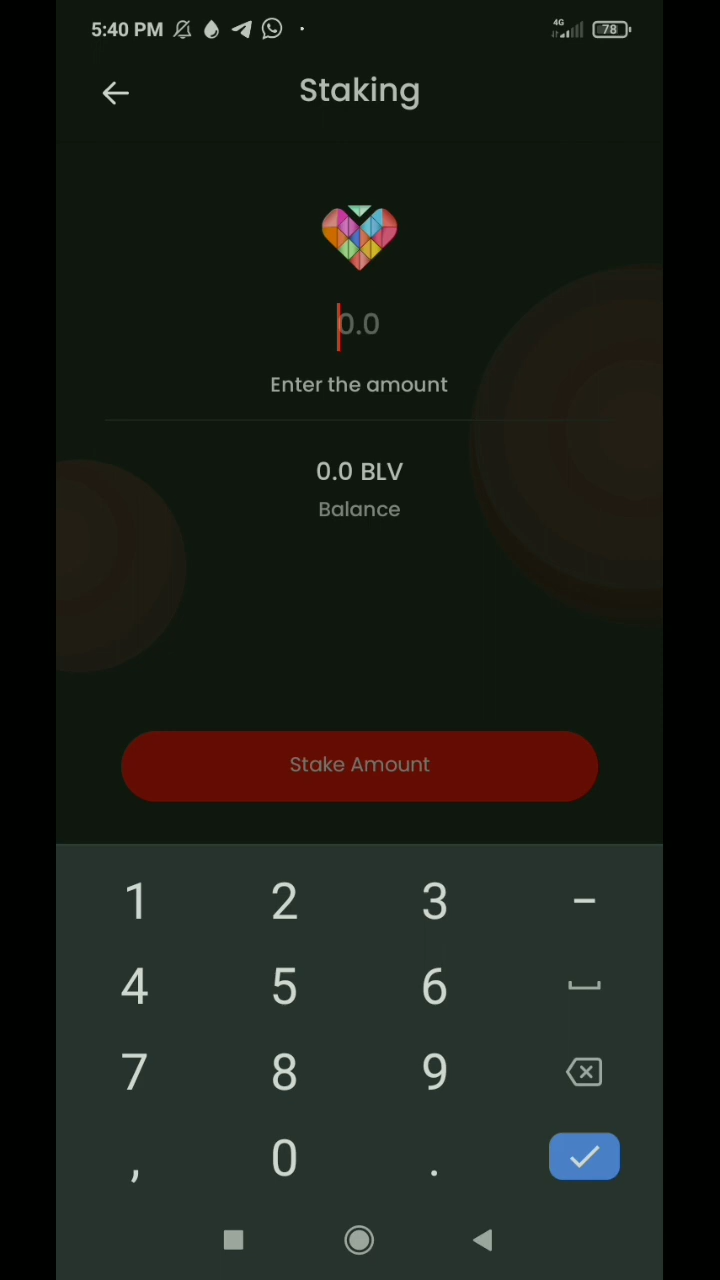 5:40 PM
4G
78
Staking
0.0
Enter the amount
0.0 BLV
Balance
Stake Amount
1 2 3 -
4 5 6
7 8 9
, 0 .